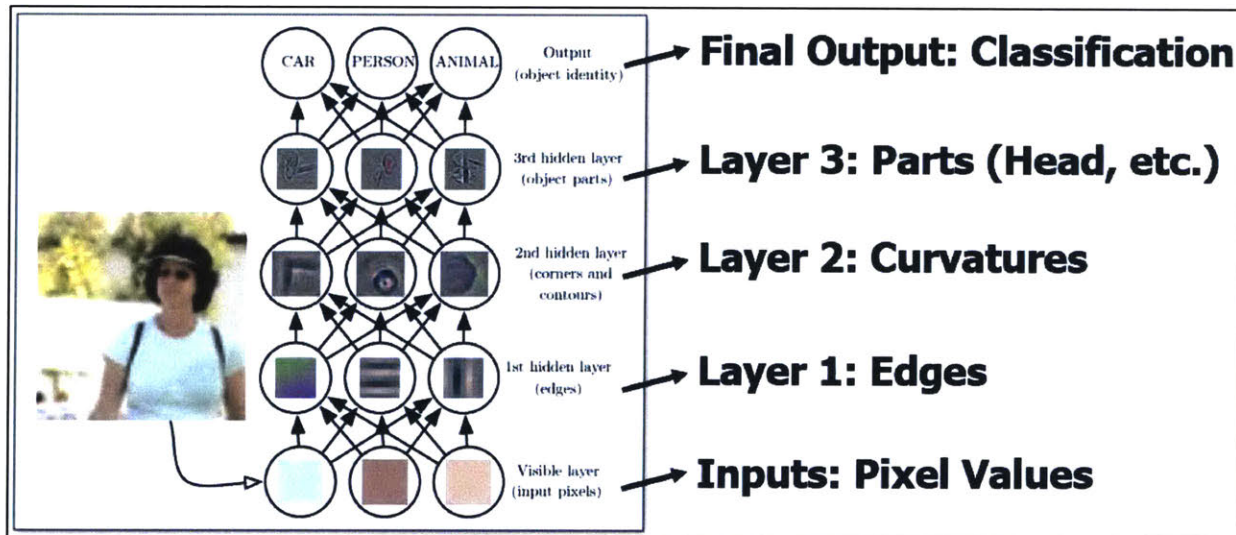 CAR PERSON ANIMAL
Output
(object identity)
Final Output: Classification
3rd hidden layer
(object parts)
Layer 3: Parts (Head, etc.)
2nd hidden layer
(corners and
contours)
Layer 2: Curvatures
1st hidden layer
(edges)
Layer 1: Edges
Visible layer
(input pixels)
Inputs: Pixel Values